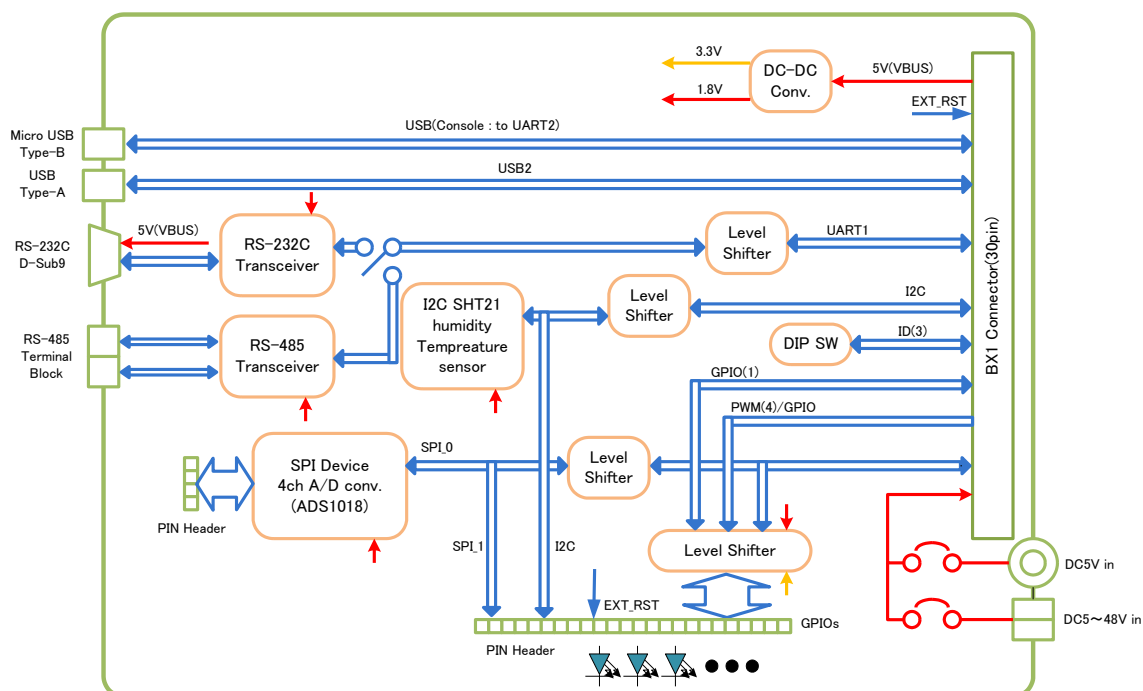 3.3V
1.8V
DC-DC
Conv.
5V(VBUS)
EXT_RST
Micro USB
Type-B
USB(Console : to UART2)
USB
Type-A
USB2
RS-232C
D-Sub9
5V(VBUS)
RS-232C
Transceiver
Level
Shifter
UART1
BX1 Connector(30pin)
I2C SHT21
humidity
Tempreature
sensor
Level
Shifter
I2C
RS-485
Terminal
Block
RS-485
Transceiver
DIP SW
ID(3)
GPIO(1)
PWM(4)/GPIO
SPI Device
4ch A/D conv.
(ADS1018)
SPI_0
Level
Shifter
PIN Header
SPI_1
I2C
Level Shifter
EXT_RST
GPIOs
PIN Header
DC5V in
DC5～48V in